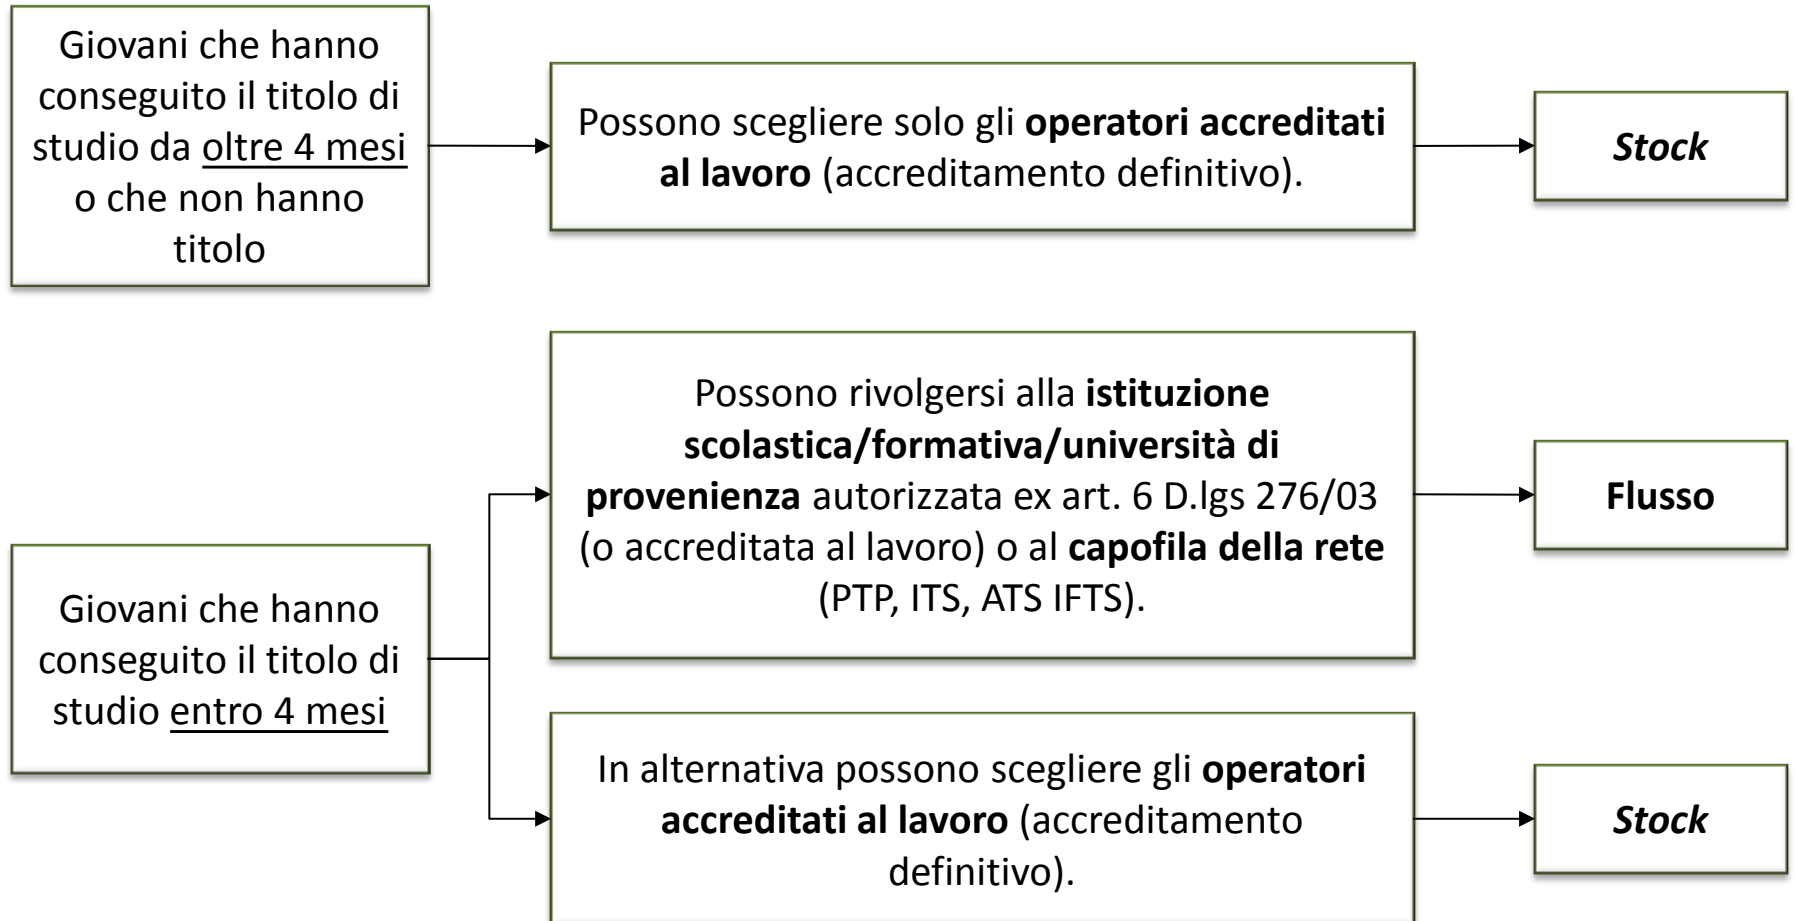 Giovani che hanno
conseguito il titolo di
studio da oltre 4 mesi
o che non hanno
titolo
Possono scegliere solo gli operatori accreditati
al lavoro (accreditamento definitivo).
Stock
Giovani che hanno
conseguito il titolo di
studio entro 4 mesi
Possono rivolgersi alla istituzione
scolastica/formativa/università di
provenienza autorizzata ex art. 6 D.lgs 276/03
(o accreditata al lavoro) o al capofila della rete
(PTP, ITS, ATS IFTS).
Flusso
In alternativa possono scegliere gli operatori
accreditati al lavoro (accreditamento
definitivo).
Stock